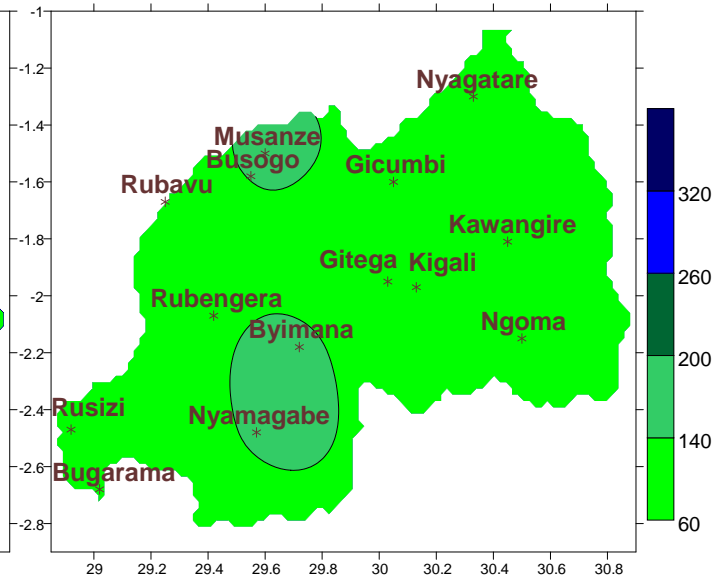 -1
-1.2
-1.4
-1.6
-1.8
-2
-2.2
-2.4
-2.6
-2.8
Nyagatare
Musanze
Busogo
Gicumbi
Rubavu
Kawangire
Gitega
Kigali
Rubengera
Byimana
Ngoma
Rusizi
Nyamagabe
Bugarama
29
29.2
29.4
29.6
29.8
30
30.2
30.4
30.6
30.8
320
260
200
140
60